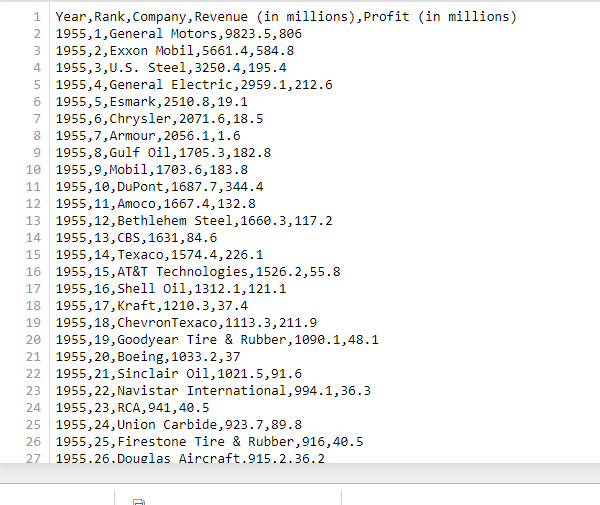 1 Year,Rank,Company,Revenue (in millions),Profit (in millions)
2 1955,1,General Motors,9823.5,806
3 1955,2,Exxon Mobil,5661.4,584.8
4 1955,3,U.S. Steel,3250.4,195.4
5 1955,4,General Electric,2959.1,212.6
6 1955,5,Esmark,2510.8,19.1
7 1955,6,Chrysler,2071.6,18.5
8 1955,7,Armour,2056.1,1.6
9 1955,8,Gulf Oil,1705.3,182.8
10 1955,9,Mobil,1703.6,183.8
11 1955,10,DuPont,1687.7,344.4
12 1955,11,Amoco,1667.4,132.8
13 1955,12,Bethlehem Steel,1660.3,117.2
14 1955,13,CBS,1631,84.6
15 1955,14,Texaco,1574.4,226.1
16 1955,15,AT&T Technologies,1526.2,55.8
17 1955,16,Shell Oil,1312.1,121.1
18 1955,17,Kraft,1210.3,37.4
19 1955,18,ChevronTexaco,1113.3,211.9
20 1955,19,Goodyear Tire & Rubber,1090.1,48.1
21 1955,20,Boeing,1033.2,37
22 1955,21,Sinclair Oil,1021.5,91.6
23 1955,22,Navistar International,994.1,36.3
24 1955,23,RCA,941,40.5
25 1955,24,Union Carbide,923.7,89.8
26 1955,25,Firestone Tire & Rubber,916,40.5
27 1955,26,Douglas Aircraft,915.2,36.2